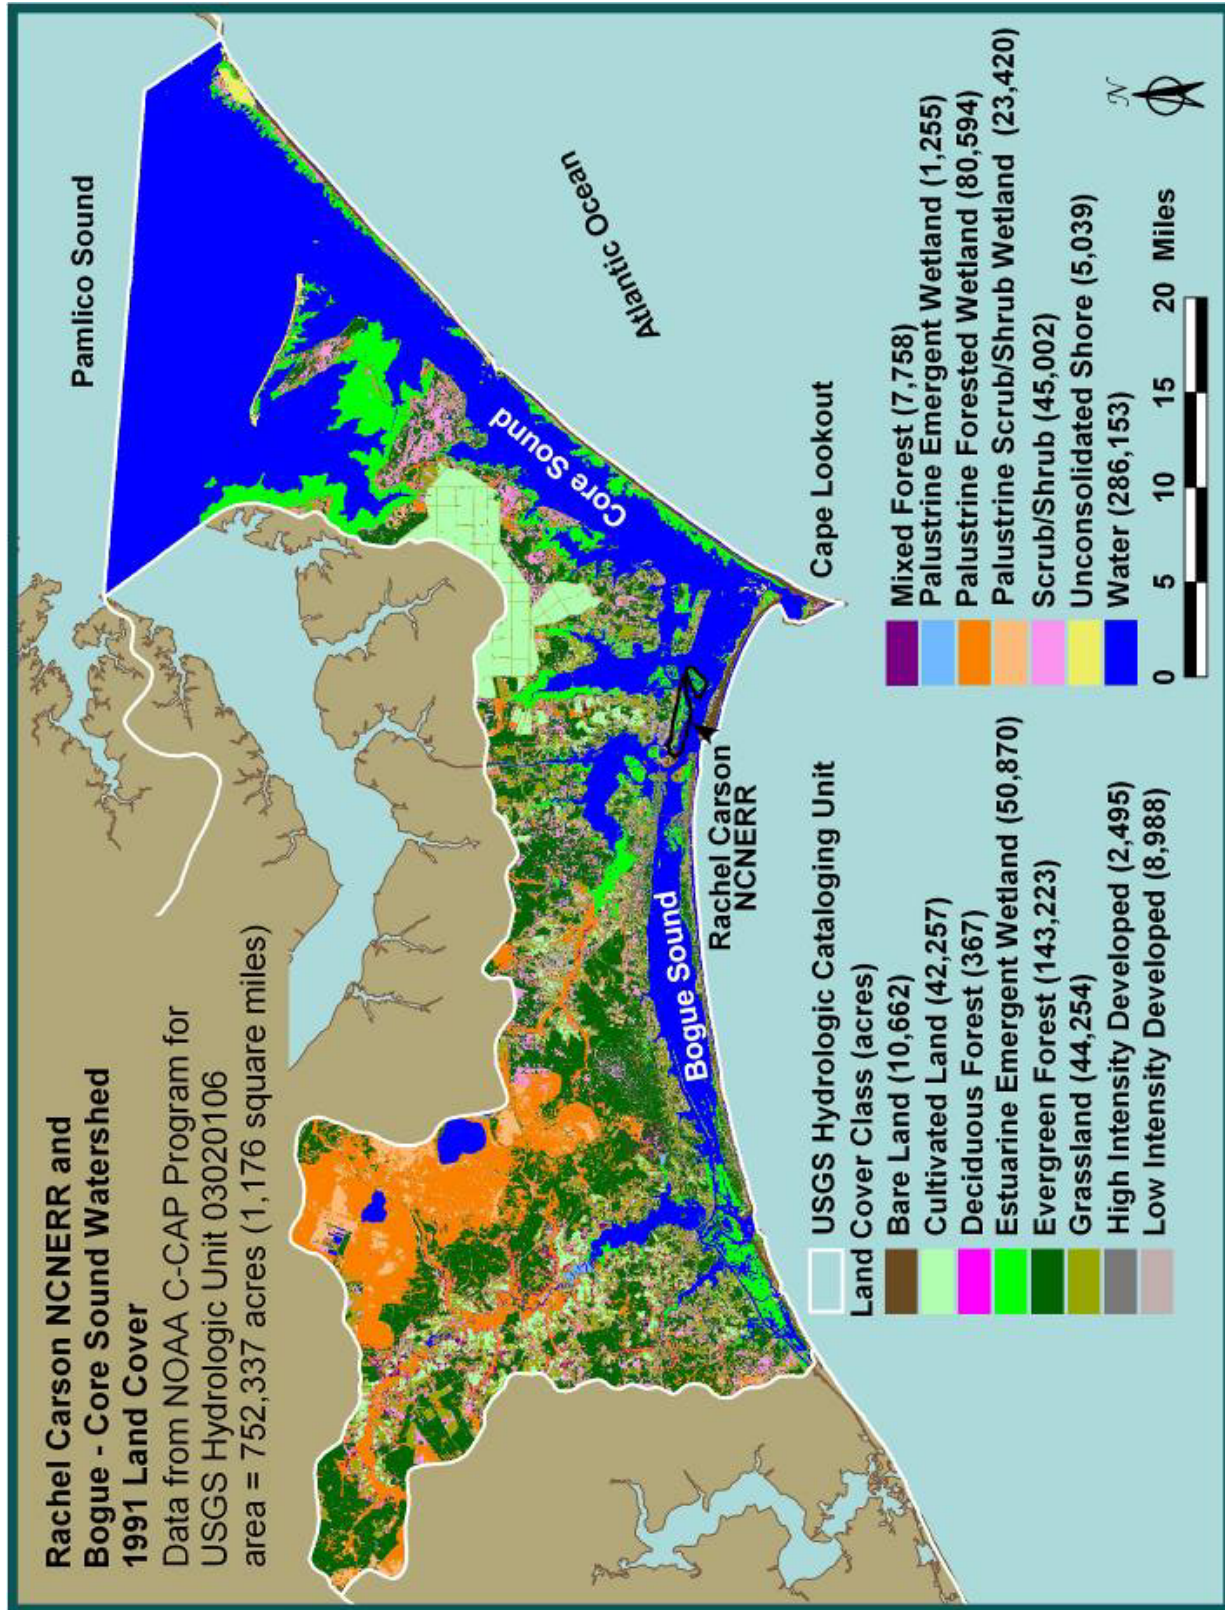 Rachel Carson NCNERR and
Bogue - Core Sound Watershed
1991 Land Cover
Data from NOAA C-CAP Program for
USGS Hydrologic Unit 03020106
area = 752,337 acres (1,176 square miles)
Pamlico Sound
Atlantic Ocean
Core Sound
Bogue Sound
Cape Lookout
Rachel Carson
NCNERR
USGS Hydrologic Cataloging Unit
Land Cover Class (acres)
Bare Land (10,662)
Cultivated Land (42,257)
Deciduous Forest (367)
Estuarine Emergent Wetland (50,870)
Evergreen Forest (143,223)
Grassland (44,254)
High Intensity Developed (2,495)
Low Intensity Developed (8,988)
Mixed Forest (7,758)
Palustrine Emergent Wetland (1,255)
Palustrine Forested Wetland (80,594)
Palustrine Scrub/Shrub Wetland (23,420)
Scrub/Shrub (45,002)
Unconsolidated Shore (5,039)
Water (286,153)
0 5 10 15 20 Miles
N